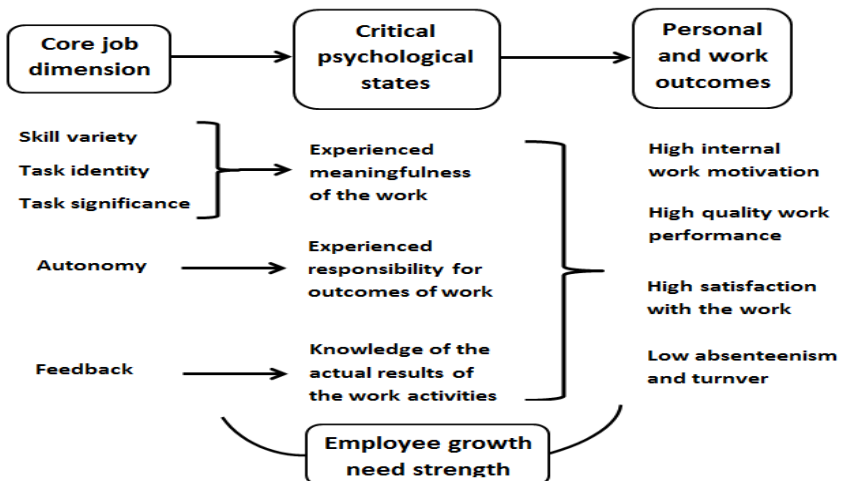 Core job
dimension
Critical
psychological
states
Personal
and work
outcomes
Skill variety
Task identity
Task significance
Experienced
meaningfulness
of the work
Autonomy
Experienced
responsibility for
outcomes of work
Feedback
Knowledge of the
actual results of
the work activities
High internal
work motivation
High quality work
performance
High satisfaction
with the work
Low absenteenism
and turnver
Employee growth
need strength